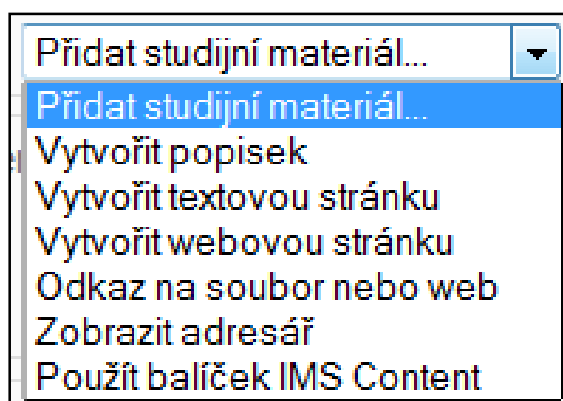 Přidat studijní materiál...
Přidat studijní materiál...
Vytvořit popisek
Vytvořit textovou stránku
Vytvořit webovou stránku
Odkaz na soubor nebo web
Zobrazit adresář
Použít balíček IMS Content